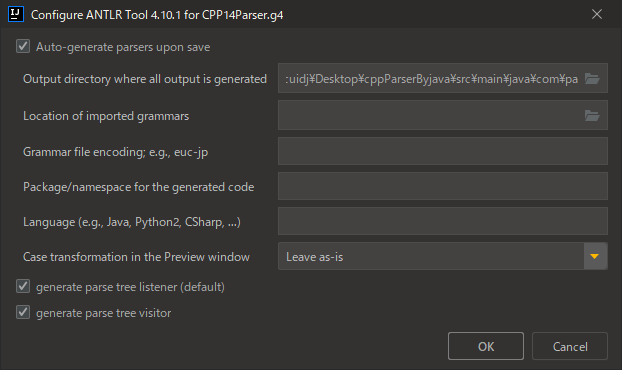 Configure ANTLR Tool 4.10.1 for CPP14Parser.g4
Auto-generate parsers upon save
Output directory where all output is generated :uidj¥Desktop¥cppParserByjava¥src¥main¥java¥com¥pa
Location of imported grammars
Grammar file encoding; e.g., euc-jp
Package/namespace for the generated code
Language (e.g., Java, Python2, CSharp, ...)
Case transformation in the Preview window Leave as-is
generate parse tree listener (default)
generate parse tree visitor
OK Cancel